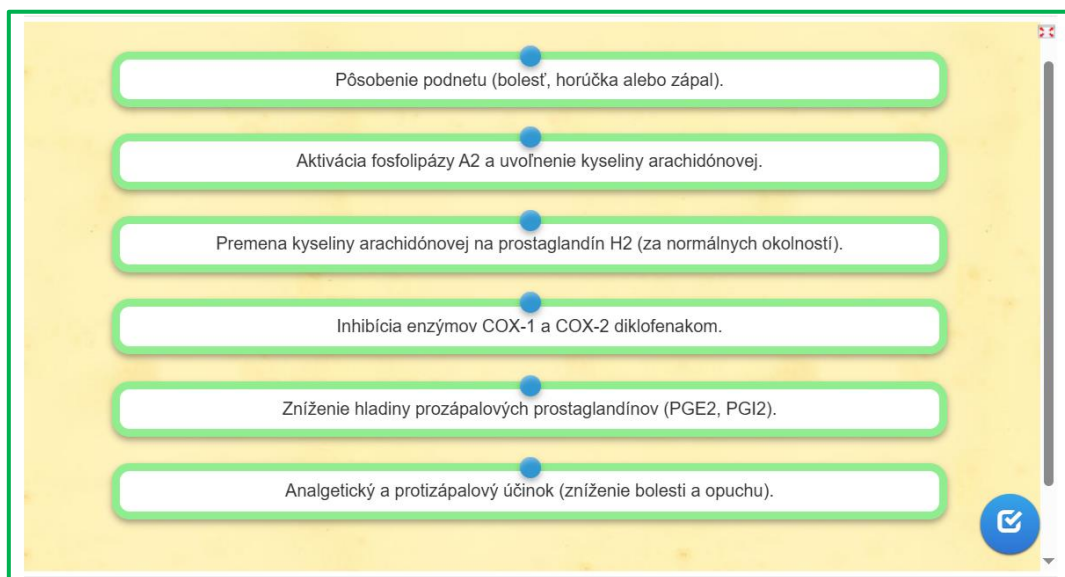 Pôsobenie podnetu (bolesť, horúčka alebo zápal).
Aktivácia fosfolipázy A2 a uvoľnenie kyseliny arachidónovej.
Premena kyseliny arachidónovej na prostaglandín H2 (za normálnych okolností).
Inhibícia enzýmov COX-1 a COX-2 diklofenakom.
Zníženie hladiny prozápalových prostaglandínov (PGE2, PGI2).
Analgetický a protizápalový účinok (zníženie bolesti a opuchu).